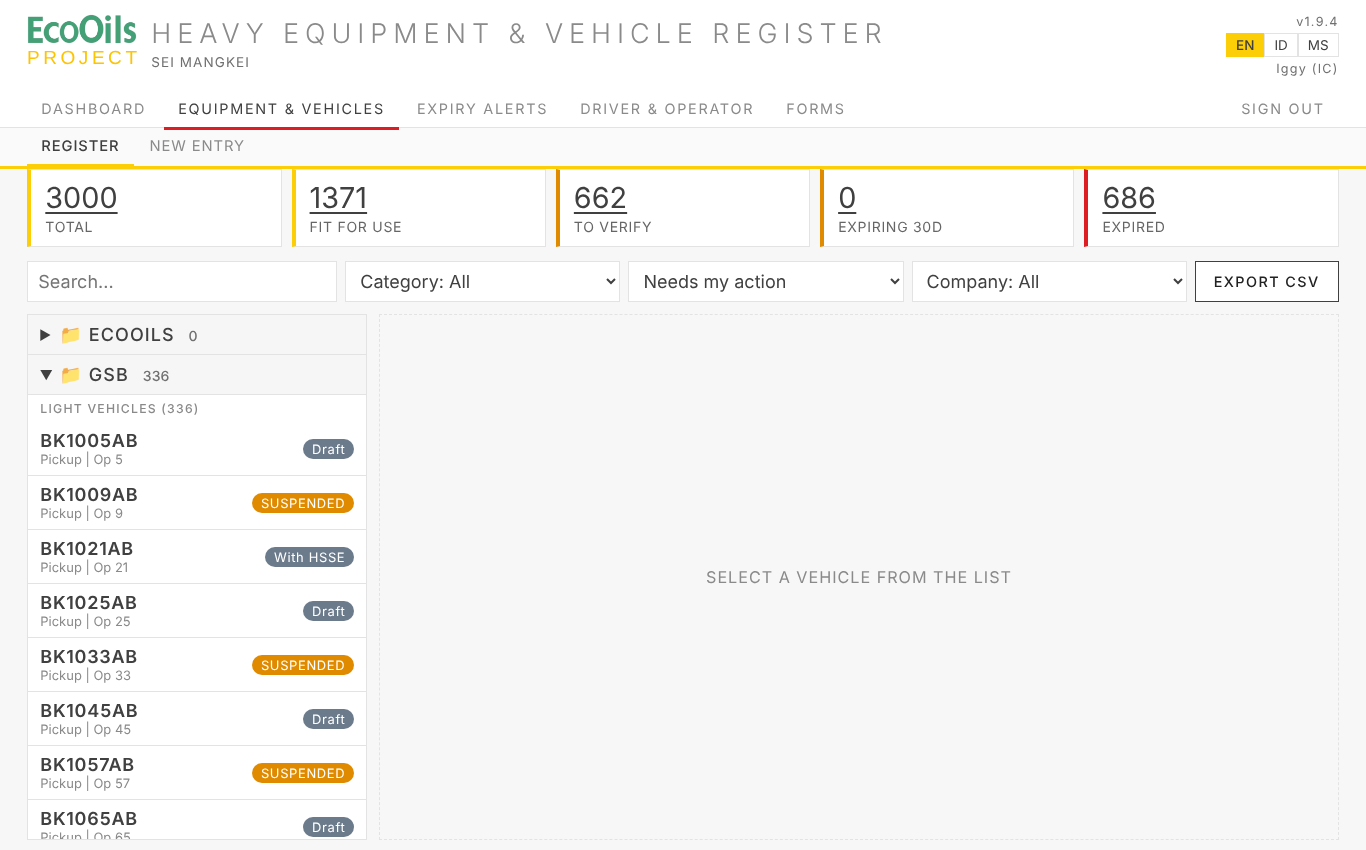 EcoOils
PROJECT
HEAVY EQUIPMENT & VEHICLE REGISTER
SEI MANGKEI
v1.9.4
EN ID MS
Iggy (IC)
DASHBOARD EQUIPMENT & VEHICLES EXPIRY ALERTS DRIVER & OPERATOR FORMS SIGN OUT
REGISTER NEW ENTRY
3000
TOTAL
1371
FIT FOR USE
662
TO VERIFY
0
EXPIRING 30D
686
EXPIRED
Search...
Category: All
Needs my action
Company: All
EXPORT CSV
ECOOILS 0
GSB 336
LIGHT VEHICLES (336)
BK1005AB
Pickup | Op 5
Draft
BK1009AB
Pickup | Op 9
SUSPENDED
BK1021AB
Pickup | Op 21
With HSSE
BK1025AB
Pickup | Op 25
Draft
BK1033AB
Pickup | Op 33
SUSPENDED
BK1045AB
Pickup | Op 45
Draft
BK1057AB
Pickup | Op 57
SUSPENDED
BK1065AB
Pickup | Op 65
Draft
SELECT A VEHICLE FROM THE LIST